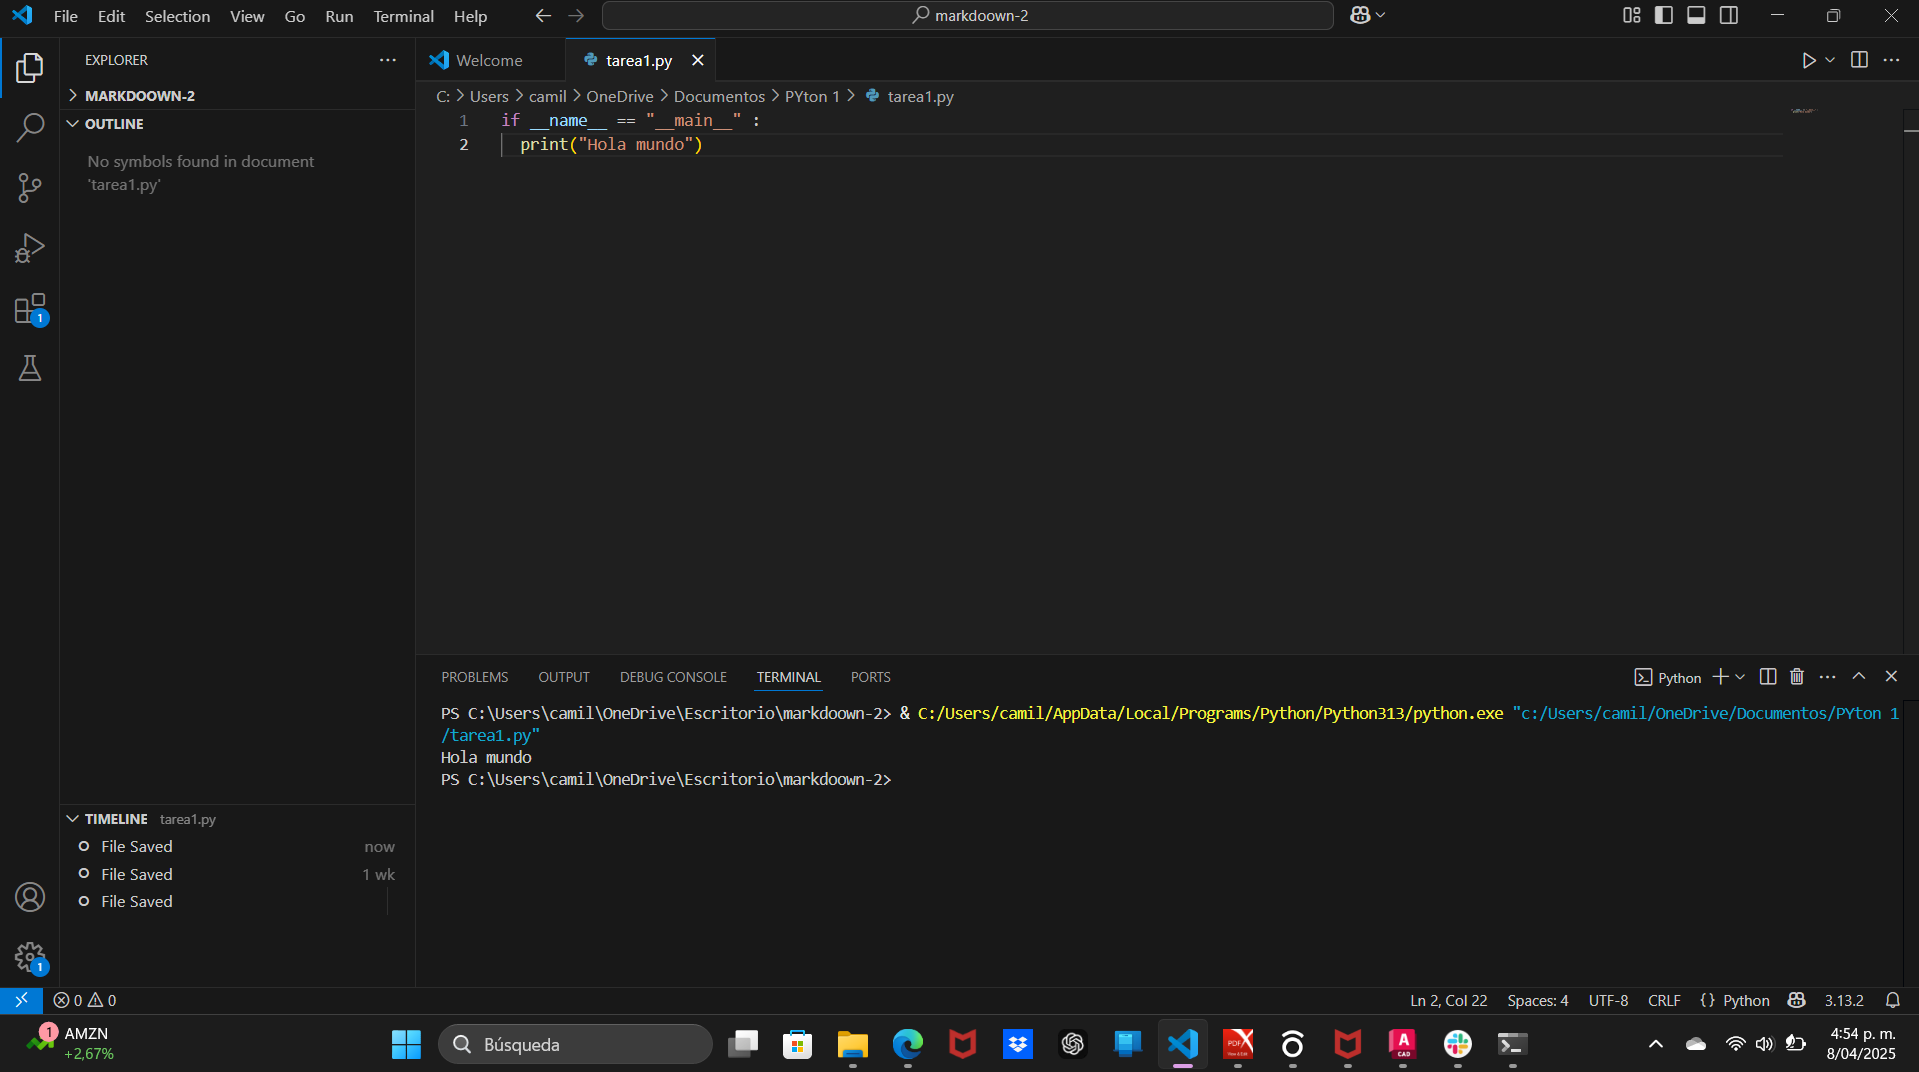 File Edit Selection View Go Run Terminal Help
markdoown-2
EXPLORER
MARKDOOWN-2
OUTLINE
No symbols found in document
'tarea1.py'
1
TIMELINE tarea1.py
File Saved now
File Saved 1 wk
File Saved
1
Welcome
tarea1.py
C: > Users > camil > OneDrive > Documentos > PYton 1 > tarea1.py
1 if __name__ == "__main__" :
2 print("Hola mundo")
PROBLEMS OUTPUT DEBUG CONSOLE TERMINAL PORTS
Python
PS C:\Users\camil\OneDrive\Escritorio\markdoown-2> & C:/Users/camil/AppData/Local/Programs/Python/Python313/python.exe "c:/Users/camil/OneDrive/Documentos/PYton 1
/tarea1.py"
Hola mundo
PS C:\Users\camil\OneDrive\Escritorio\markdoown-2>
0 0
Ln 2, Col 22 Spaces: 4 UTF-8 CRLF {} Python 3.13.2
1
AMZN
+2,67%
Búsqueda
PDF
A
CAD
4:54 p. m.
8/04/2025